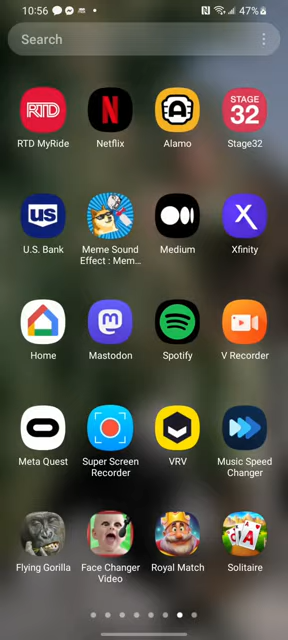 10:56
47%
Search
RTD
N
A
STAGE
32
RTD MyRide
Netflix
Alamo
Stage32
us
X
U.S. Bank
Meme Sound
Effect : Mem...
Medium
Xfinity
m
Home
Mastodon
Spotify
V Recorder
Meta Quest
Super Screen
Recorder
VRV
Music Speed
Changer
A
Flying Gorilla
Face Changer
Video
Royal Match
Solitaire